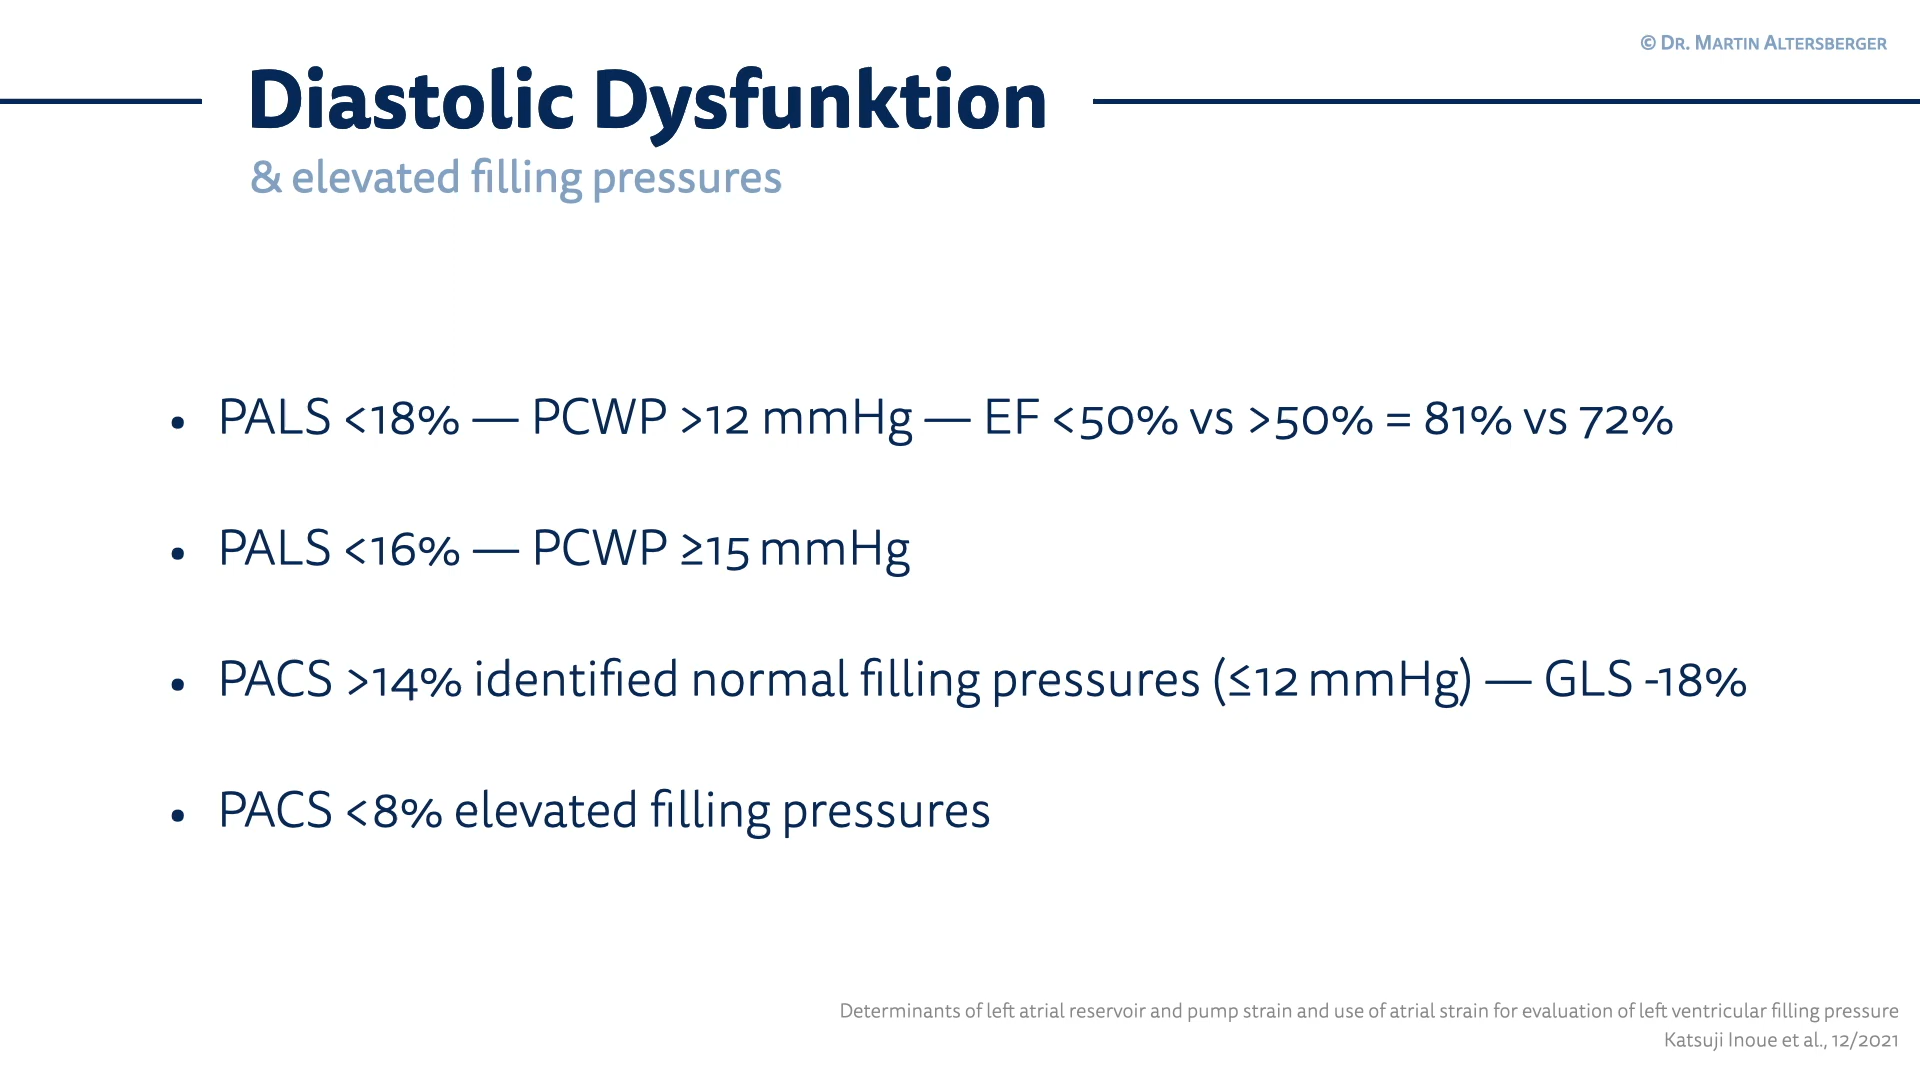 © Dr. Martin Altersberger
Diastolic Dysfunktion
& elevated filling pressures
• PALS <18% — PCWP >12 mmHg — EF <50% vs >50% = 81% vs 72%
• PALS <16% — PCWP ≥15 mmHg
• PACS >14% identified normal filling pressures (≤12 mmHg) — GLS -18%
• PACS <8% elevated filling pressures
Determinants of left atrial reservoir and pump strain and use of atrial strain for evaluation of left ventricular filling pressure
Katsuji Inoue et al., 12/2021